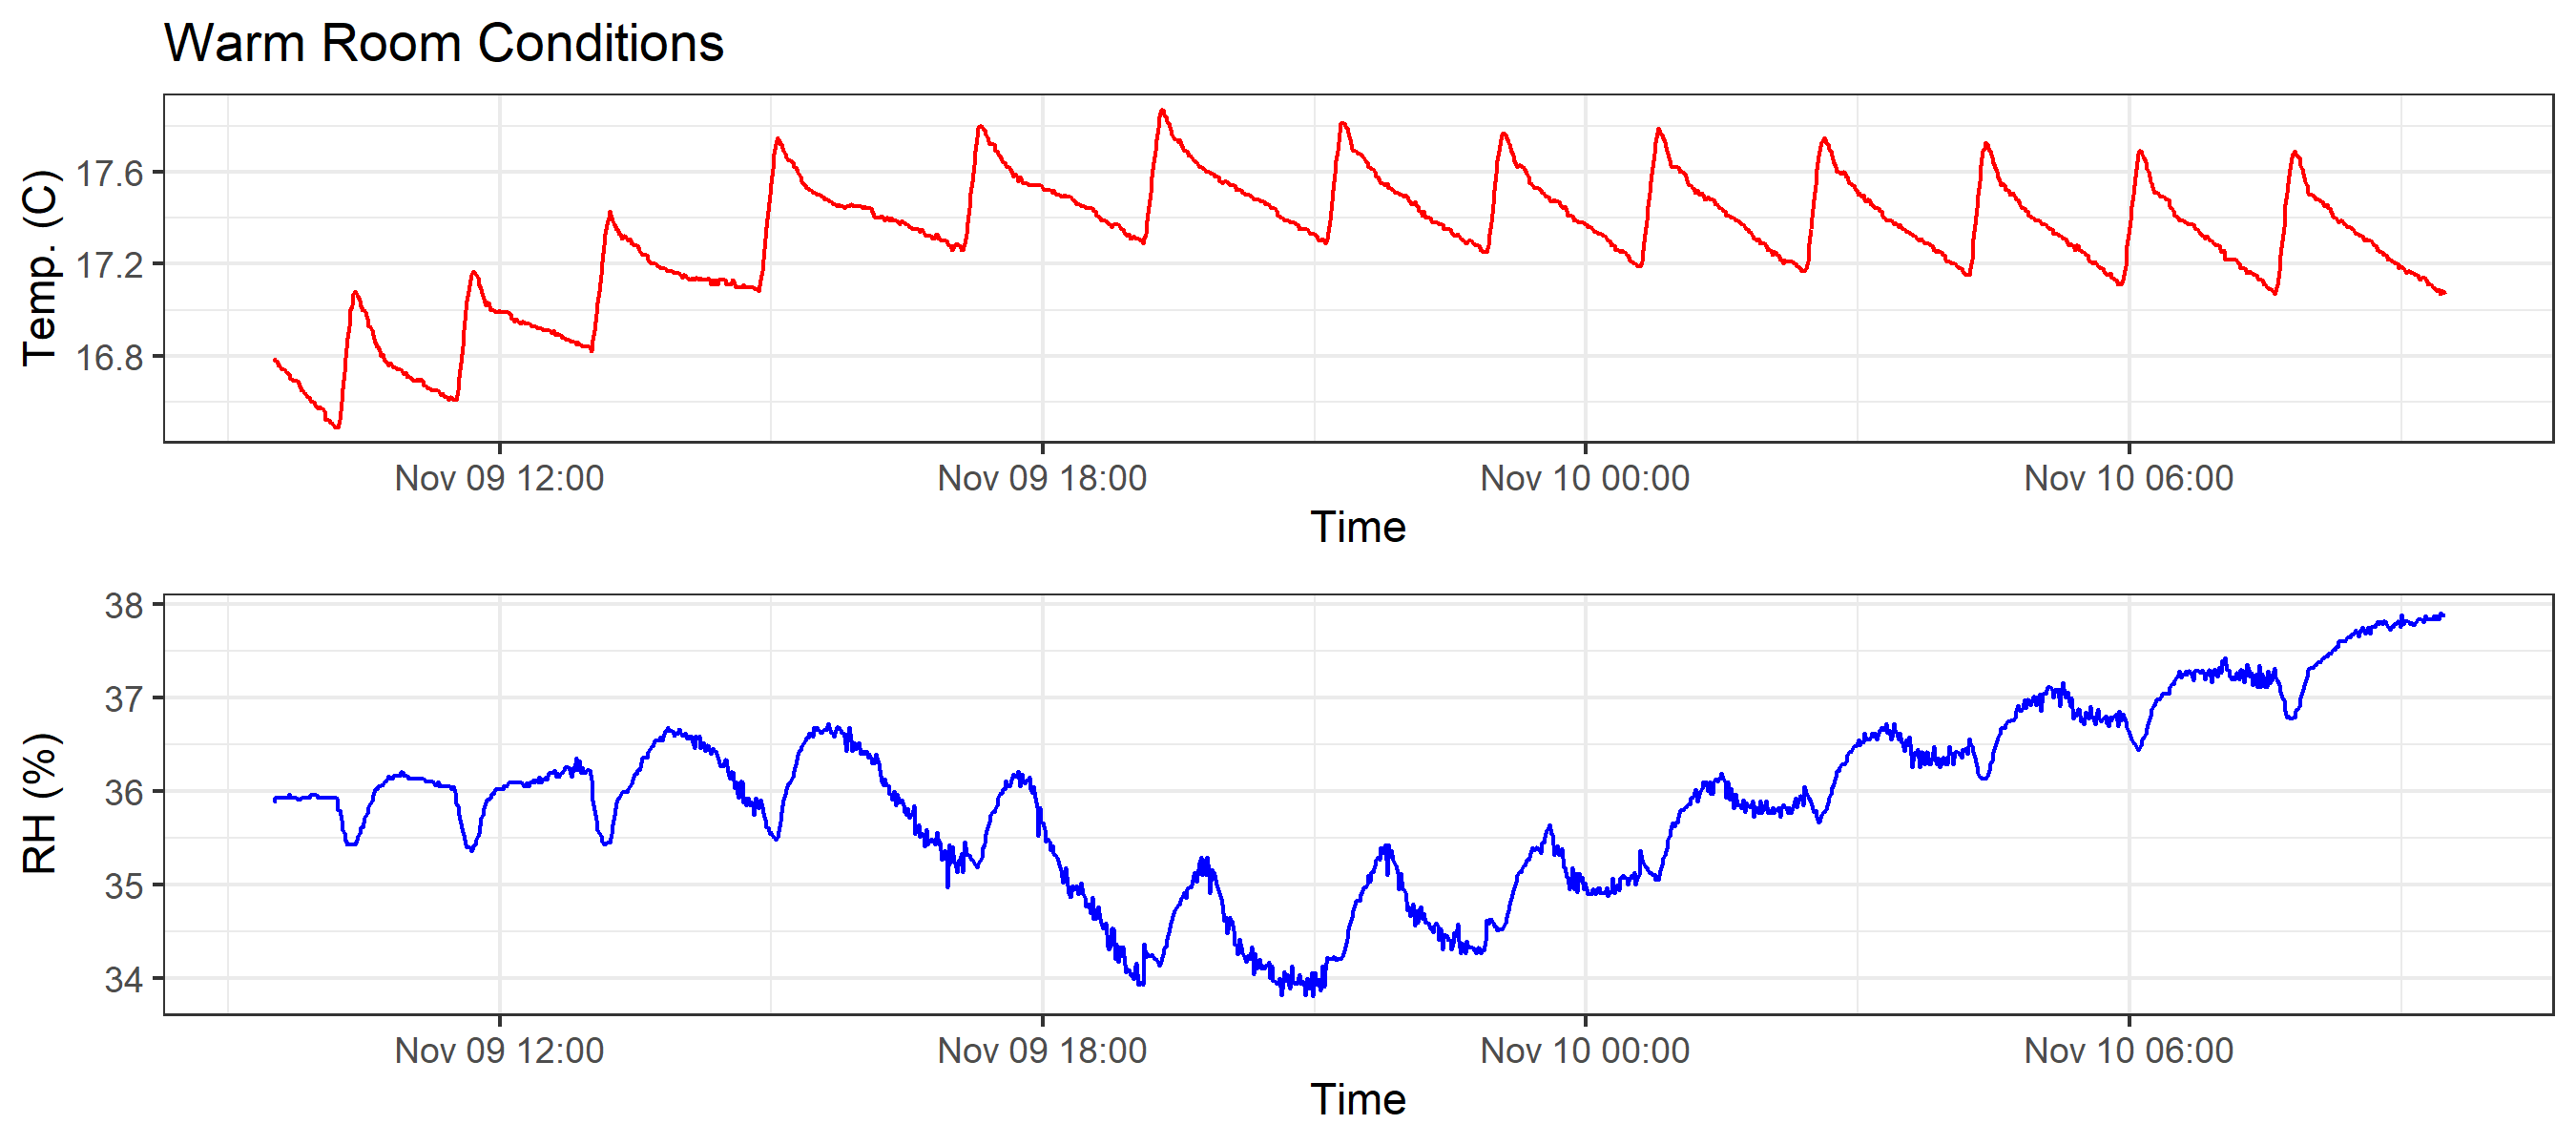 Warm Room Conditions
Temp. (C)
17.6
17.2
16.8
Nov 09 12:00 Nov 09 18:00 Nov 10 00:00 Nov 10 06:00
Time
RH (%)
38
37
36
35
34
Nov 09 12:00 Nov 09 18:00 Nov 10 00:00 Nov 10 06:00
Time